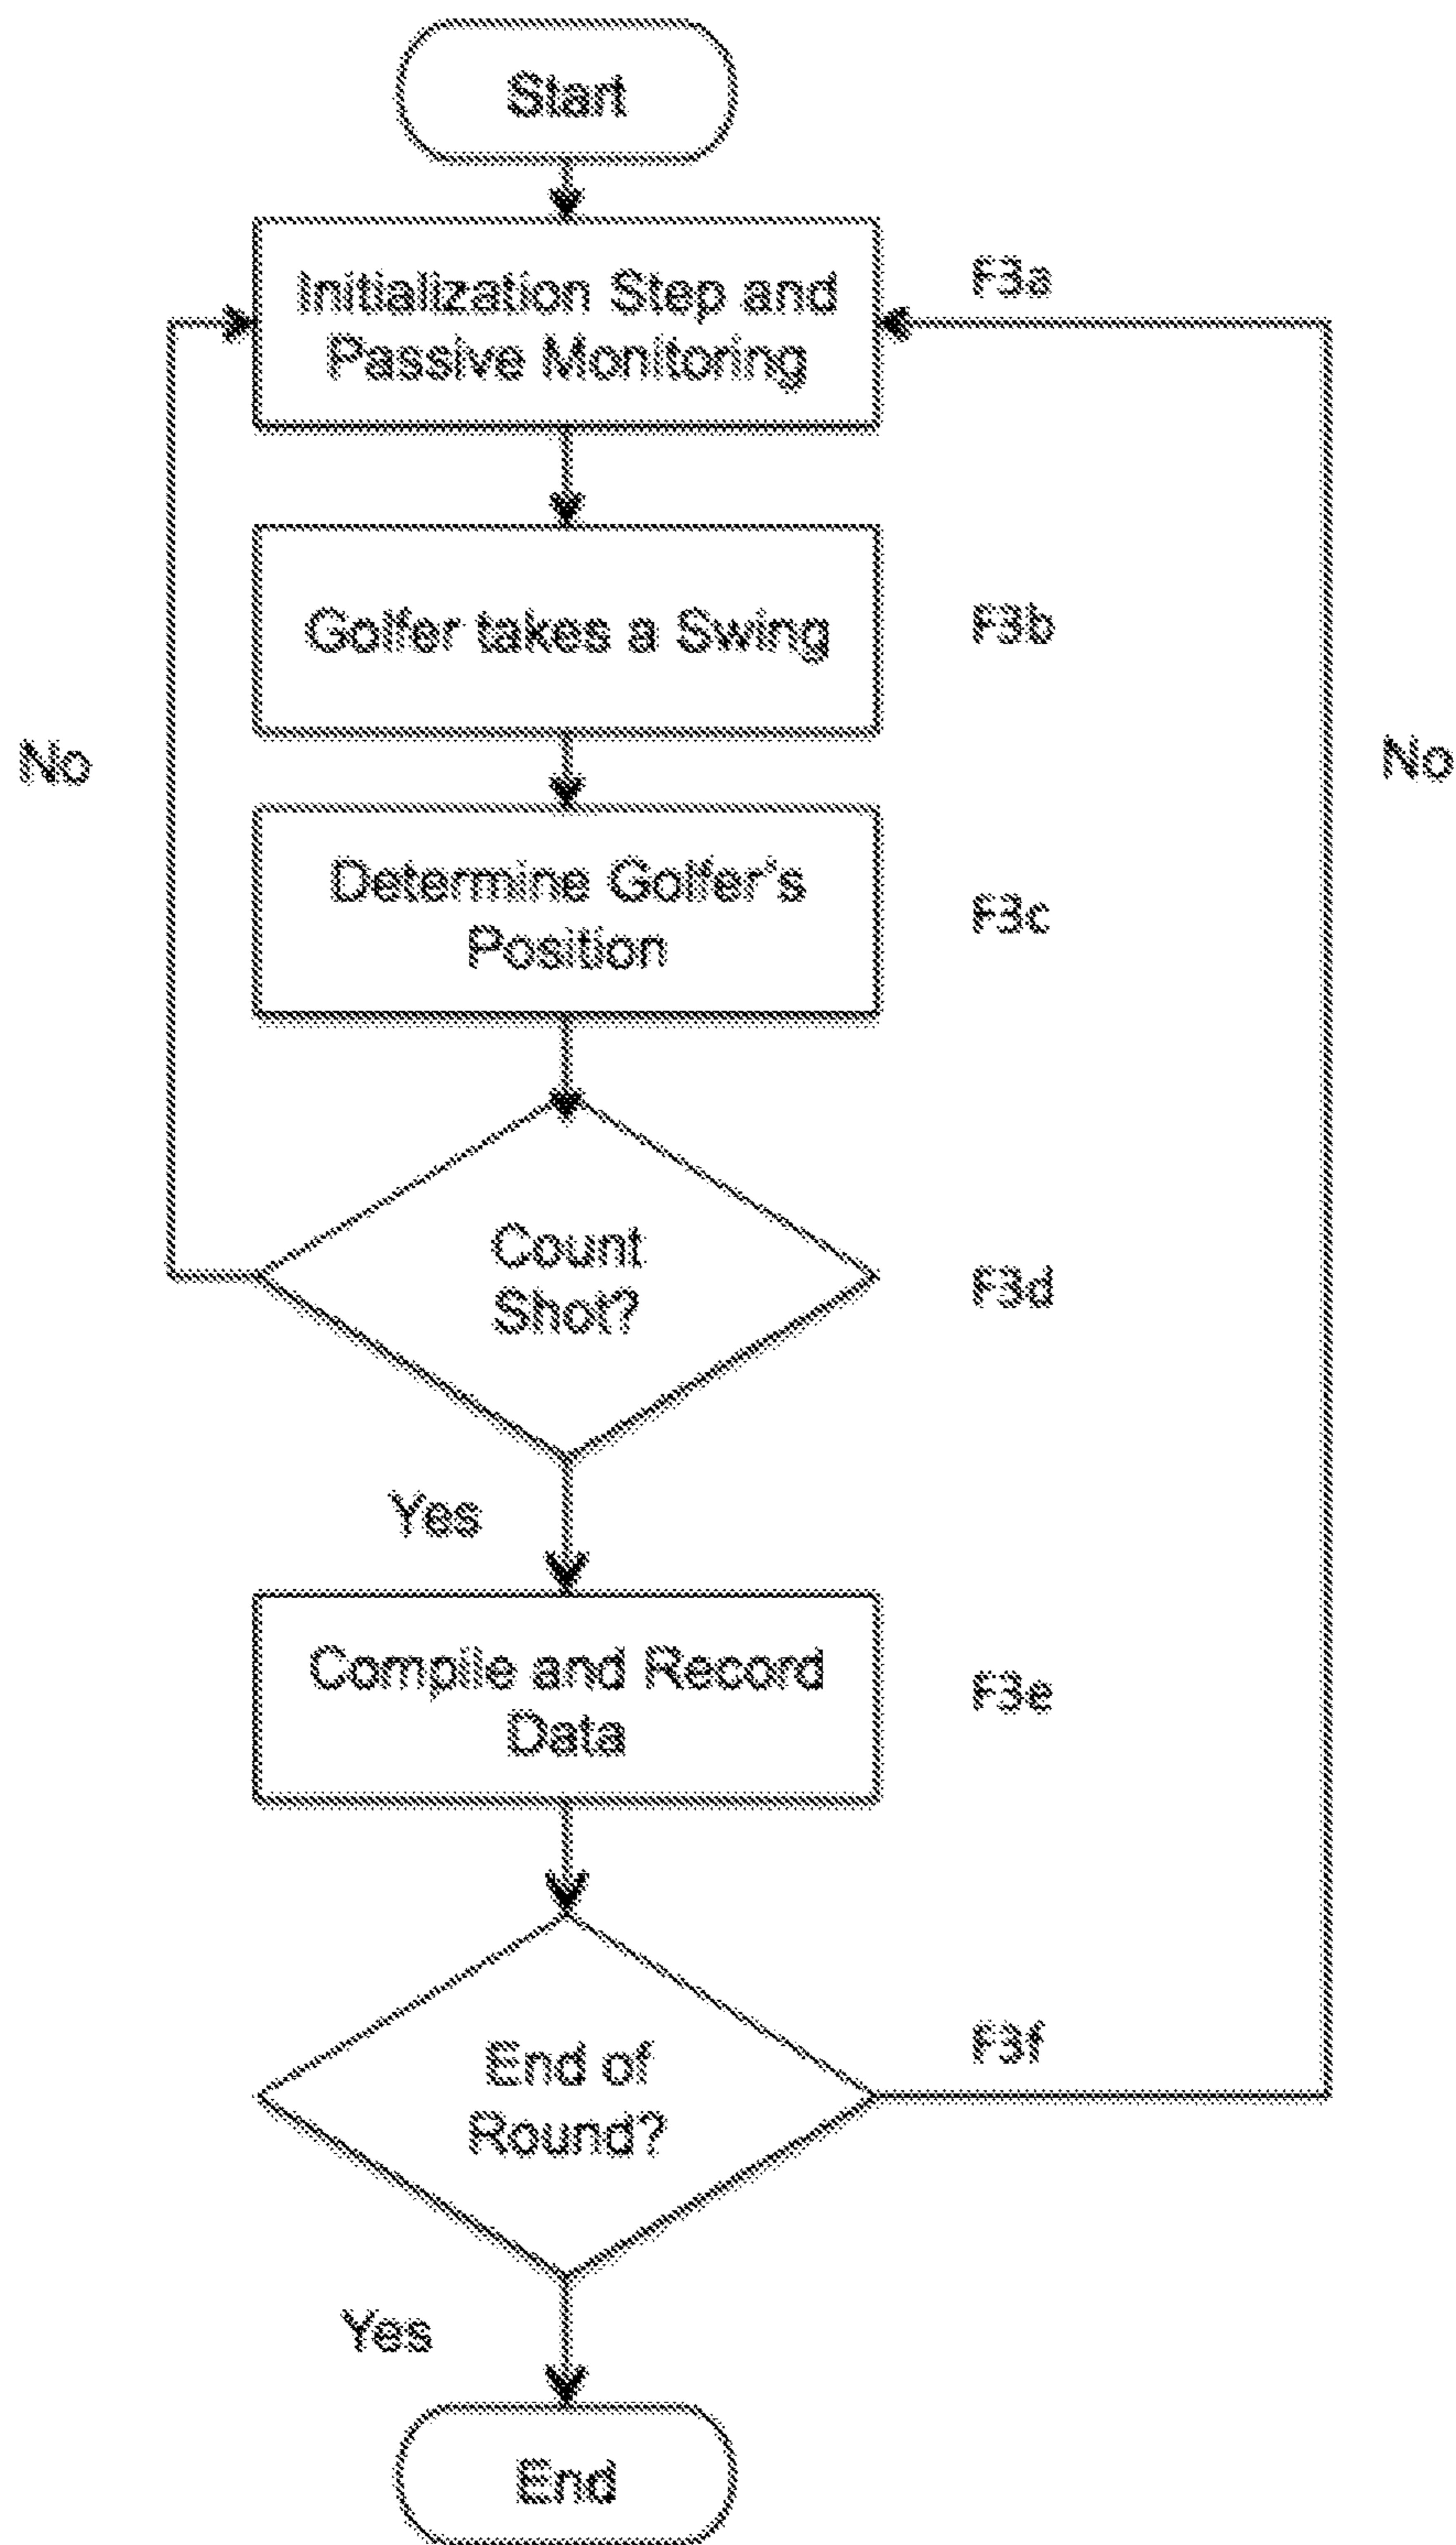 Start
Initialization Step and
Passive Monitoring
F3a
Golfer takes a Swing
F3b
No
No
Determine Golfer's
Position
F3c
Count
Shot?
F3d
Yes
Compile and Record
Data
F3e
End of
Round?
F3f
Yes
End